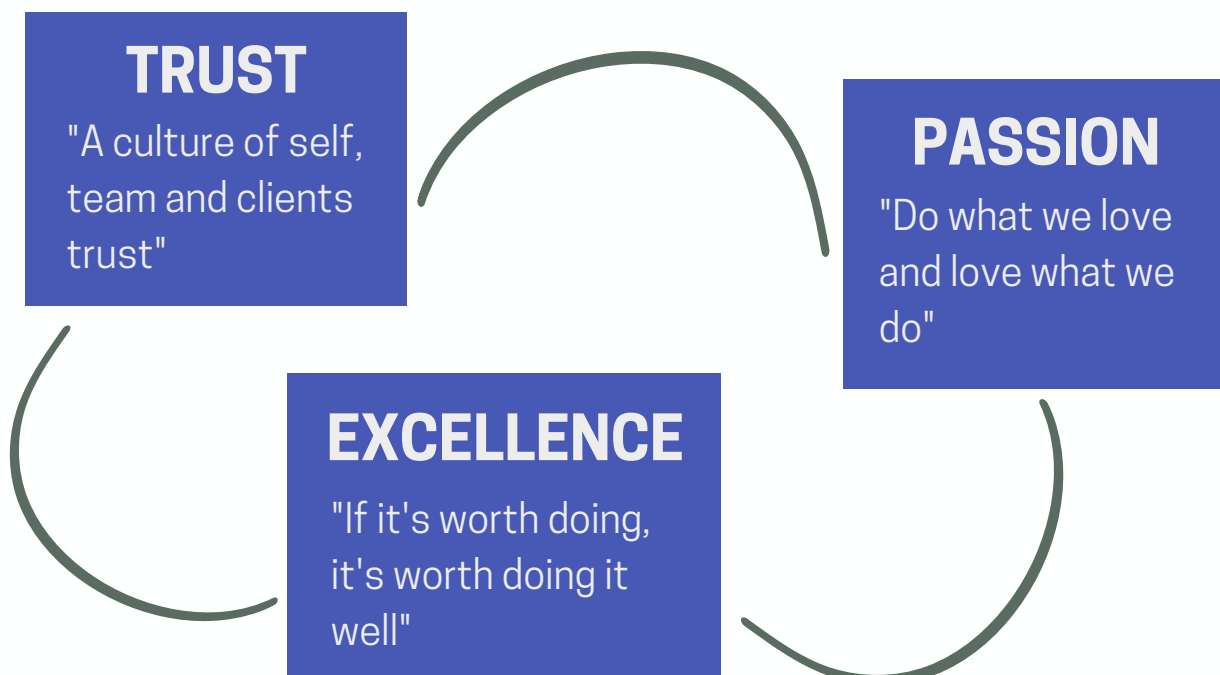 TRUST
"A culture of self,
team and clients
trust"
PASSION
"Do what we love
and love what we
do"
EXCELLENCE
"If it's worth doing,
it's worth doing it
well"